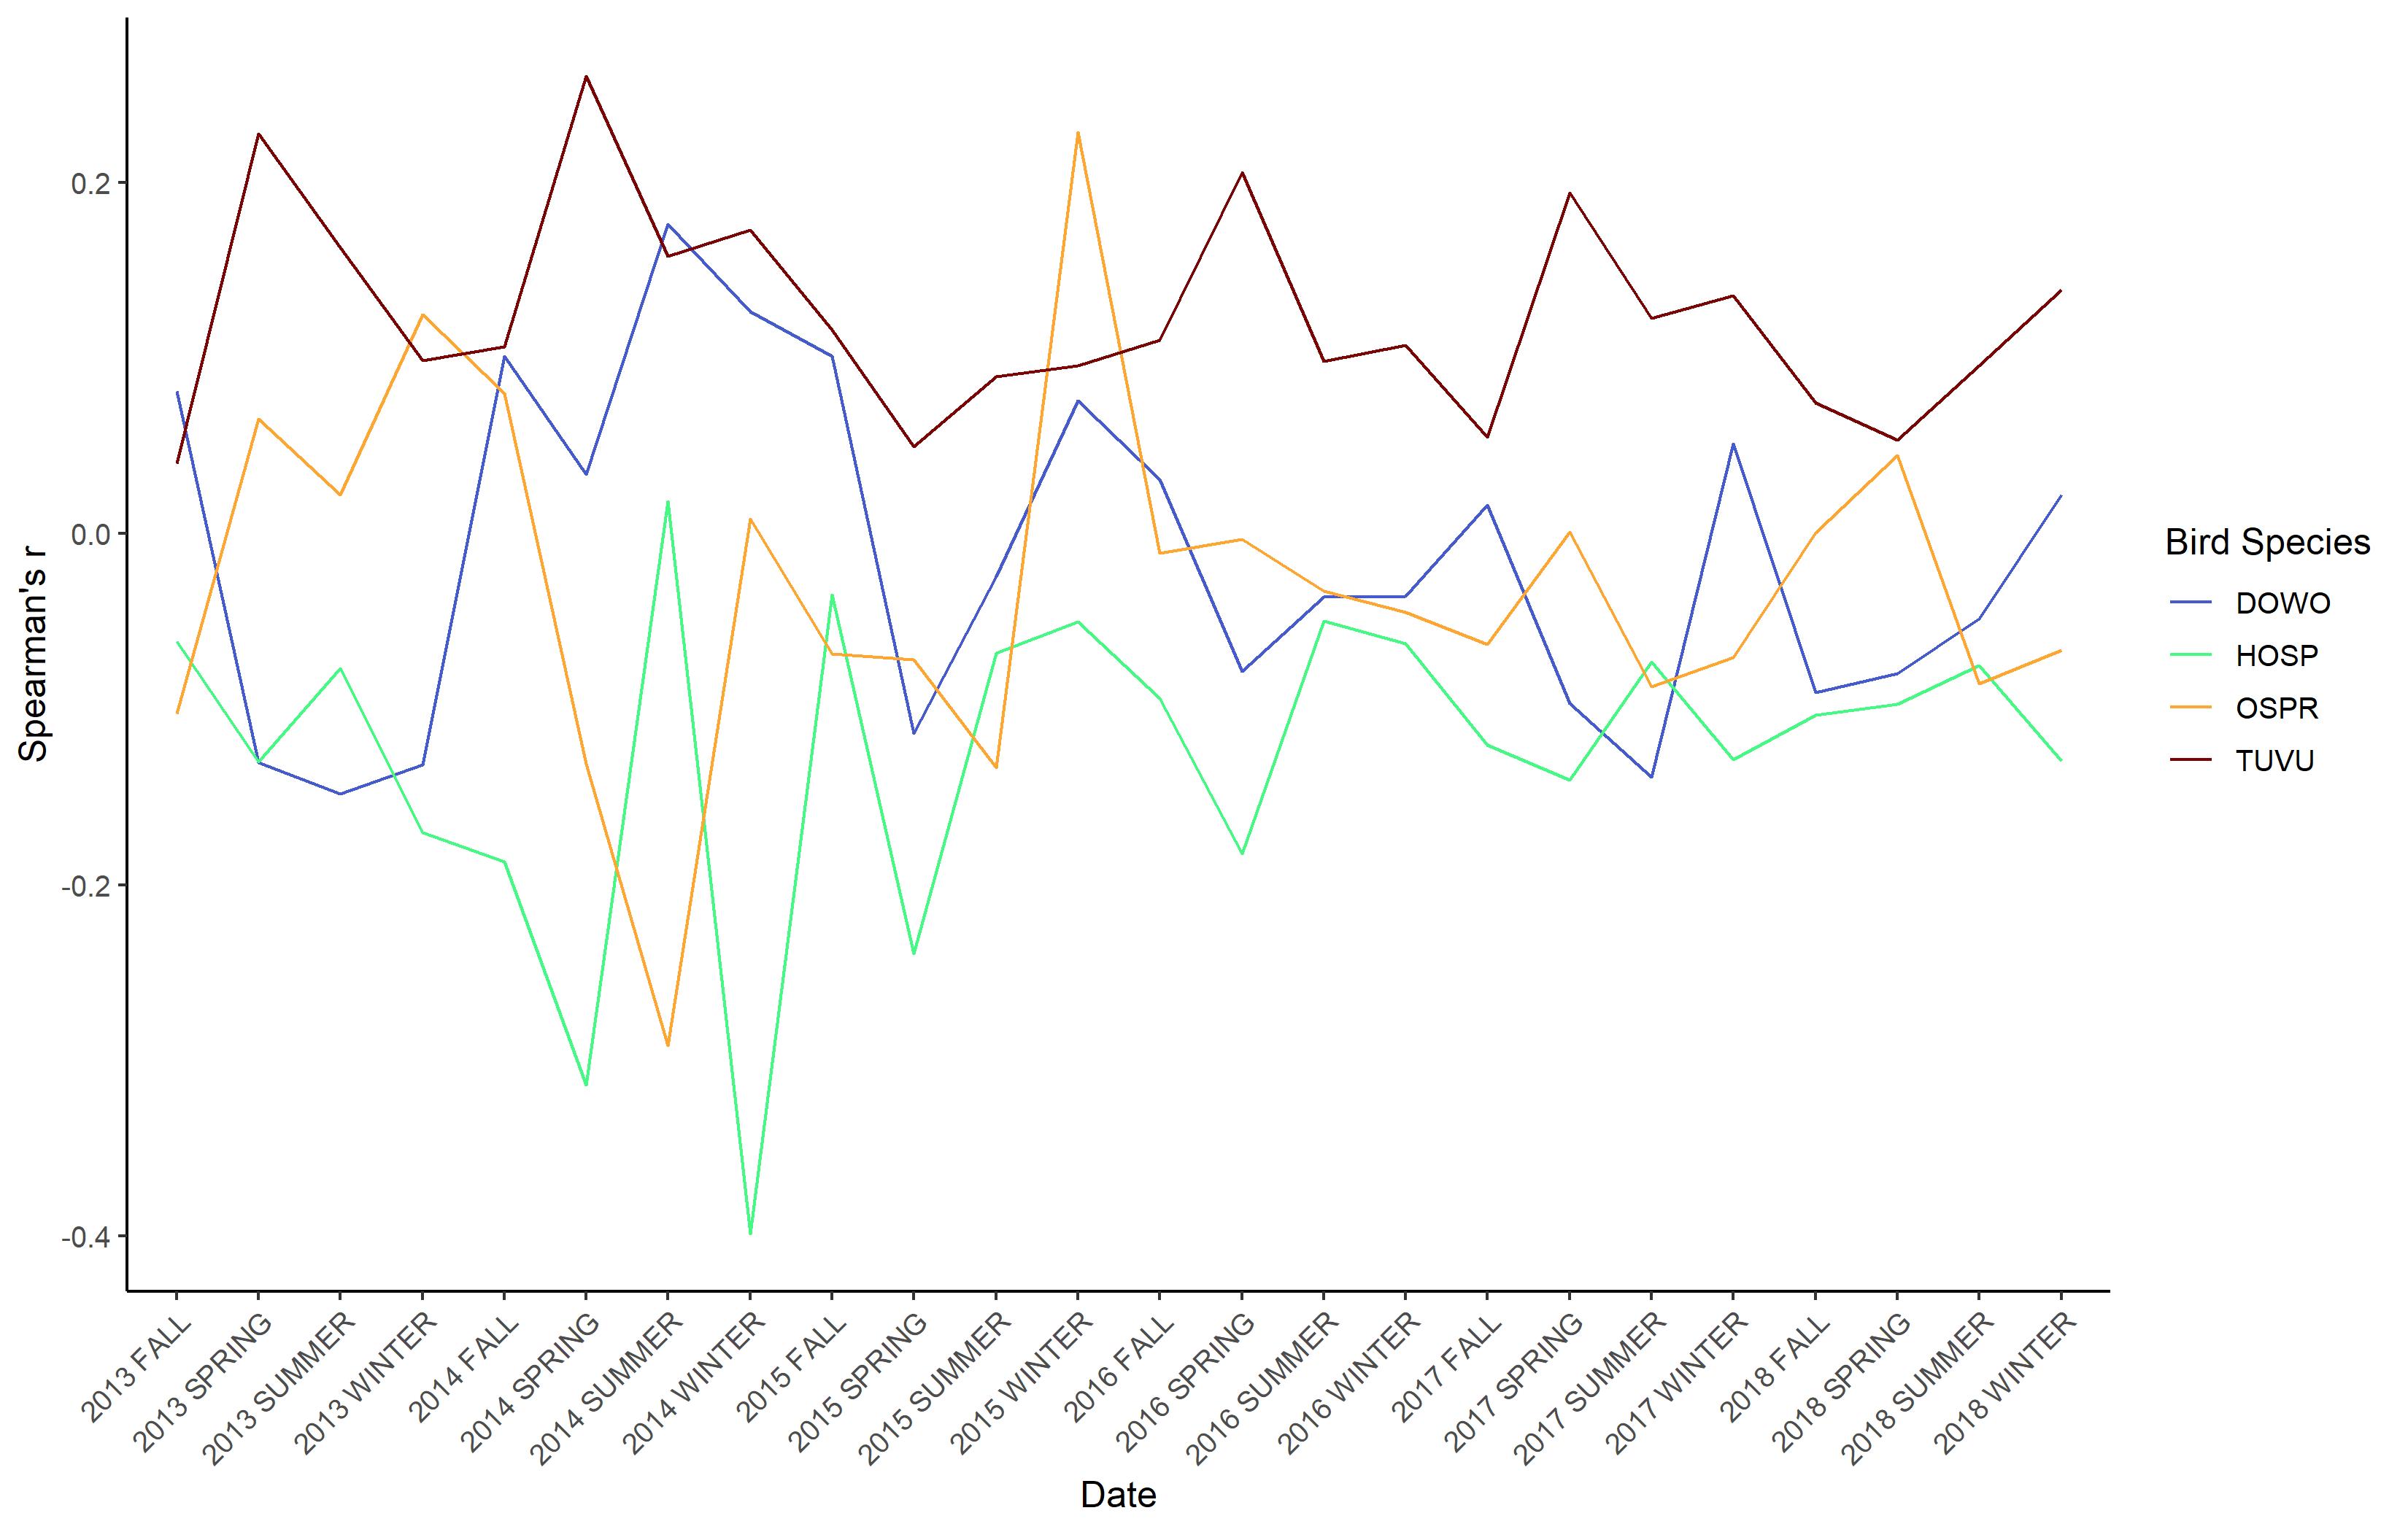 Spearman's r
0.2
0.0
-0.2
-0.4
2013 FALL
2013 SPRING
2013 SUMMER
2013 WINTER
2014 FALL
2014 SPRING
2014 SUMMER
2014 WINTER
2015 FALL
2015 SPRING
2015 SUMMER
2015 WINTER
2016 FALL
2016 SPRING
2016 SUMMER
2016 WINTER
2017 FALL
2017 SPRING
2017 SUMMER
2017 WINTER
2018 FALL
2018 SPRING
2018 SUMMER
2018 WINTER
Date
Bird Species
DOWO
HOSP
OSPR
TUVU